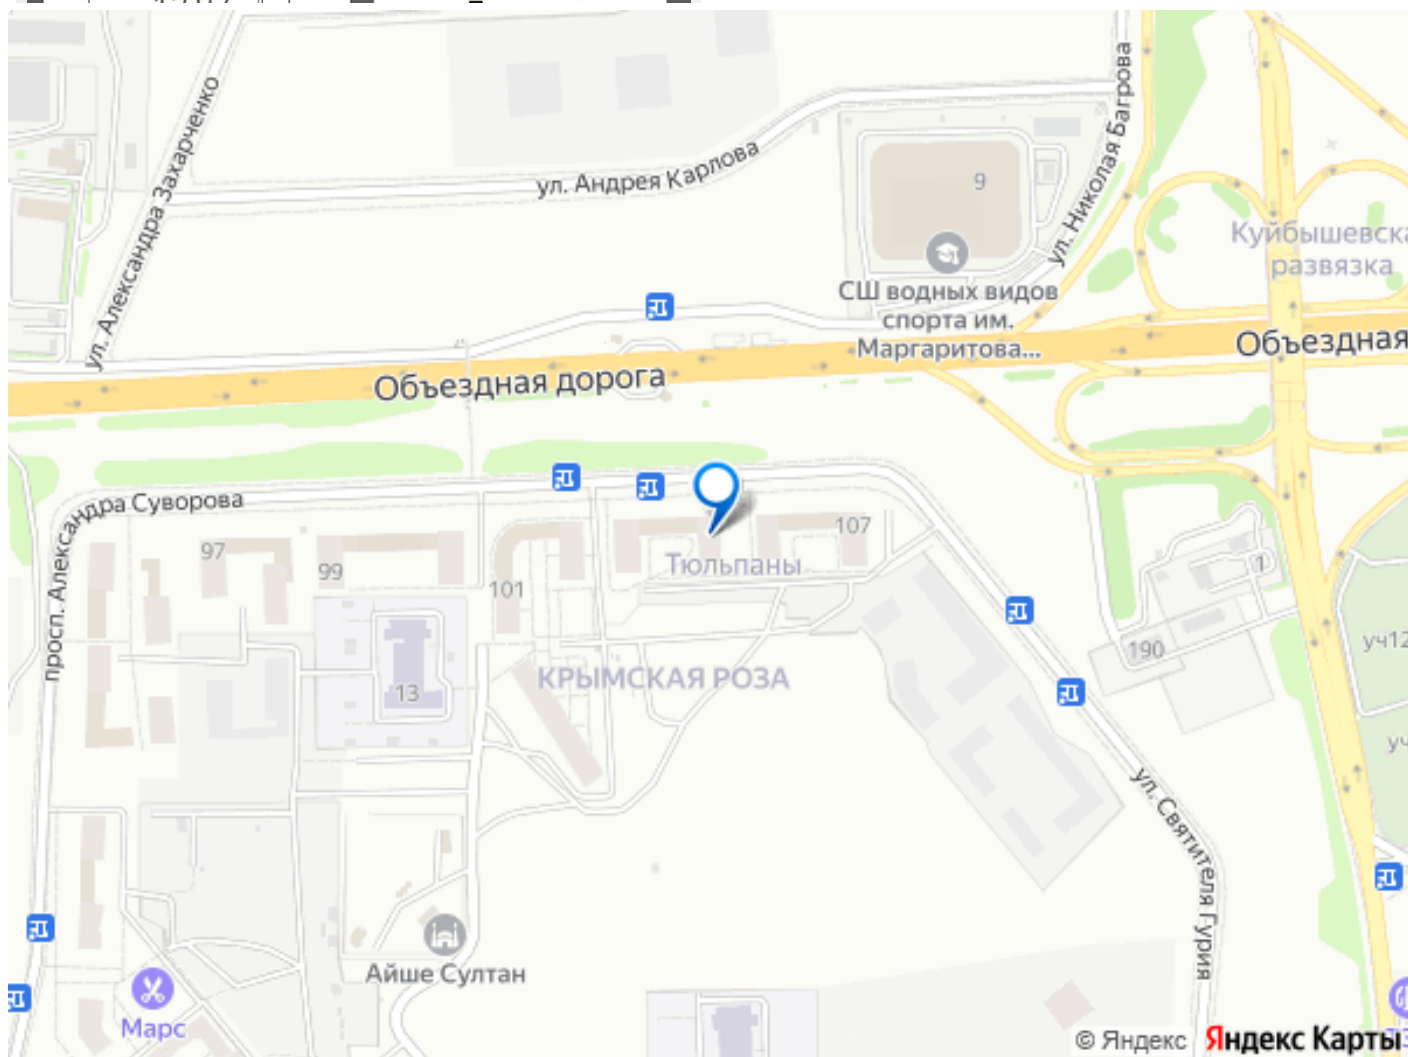 ул. Александра Захарченко
ул. Андрея Карлова
ул. Николая Багрова
9
Куйбышевска
развязка
СШ водных видов
спорта им.
Маргаритова...
Объездная
Объездная дорога
просп. Александра Суворова
97
99
101
107
Тюльпаны
1
190
уч12
13
КРЫМСКАЯ РОЗА
уч
ул. Святителя Гурия
Айше Султан
Марс
© Яндекс
Яндекс Карты